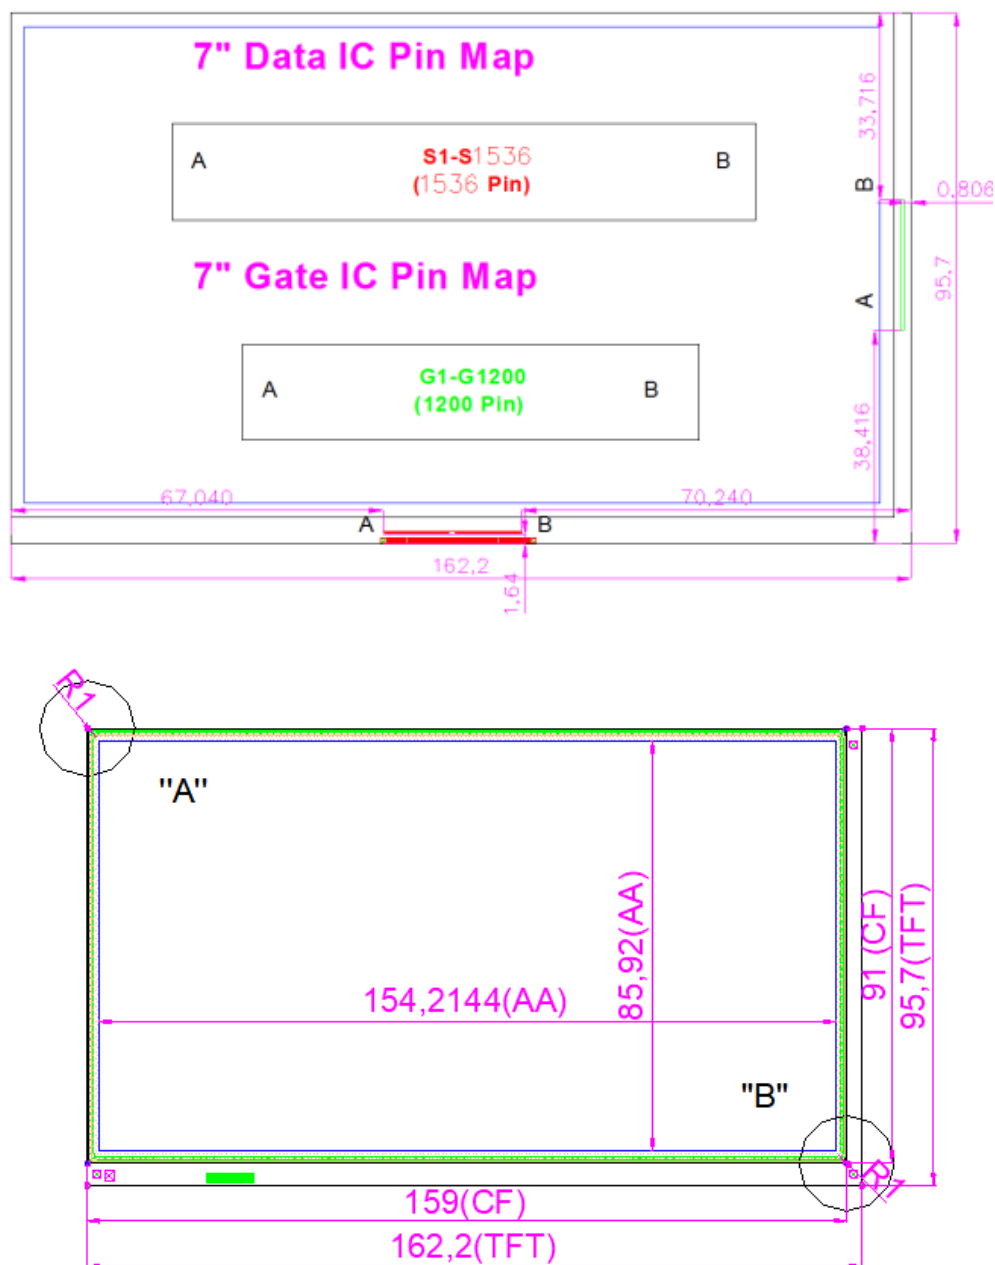 7" Data IC Pin Map
A
S1-S1536
(1536 Pin)
B
33,716
B
0,806
95,7
7" Gate IC Pin Map
A
A
G1-G1200
(1200 Pin)
B
38,416
67,040
70,240
A
B
162,2
1,64
R1
"A"
85,92(AA)
91 (CF)
95,7(TFT)
154,2144(AA)
"B"
R1
159(CF)
162,2(TFT)